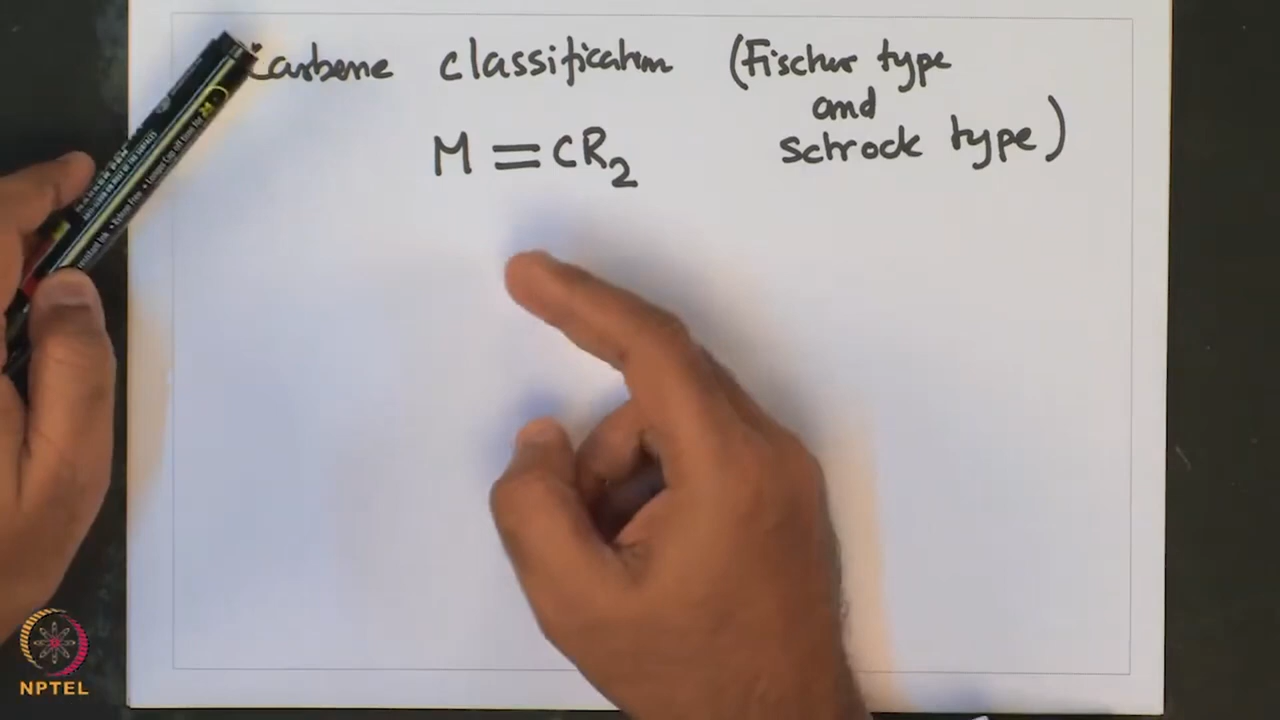 Carbene classification (Fischer type
and
schrock type)
M = CR2
NPTEL